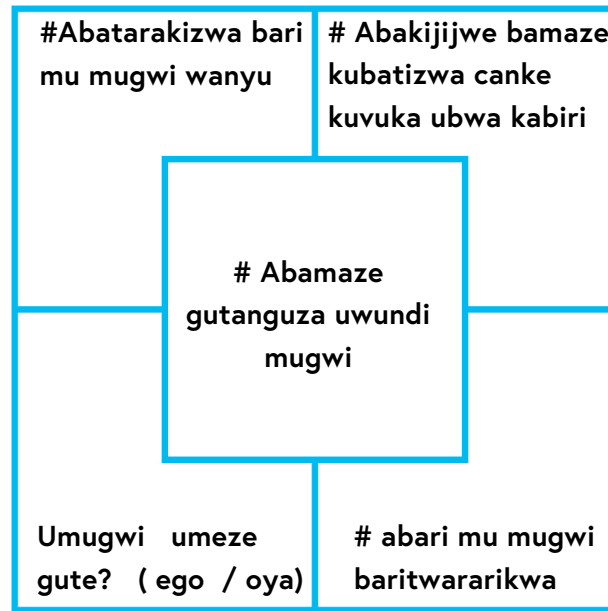 #Abatarakizwa bari
mu mugwi wanyu
# Abakijijwe bamaze
kubatizwa canke
kuvuka ubwa kabiri
# Abamaze
gutanguza uwundi
mugwi
Umugwi umeze
gute? ( ego / oya)
# abari mu mugwi
baritwararikwa